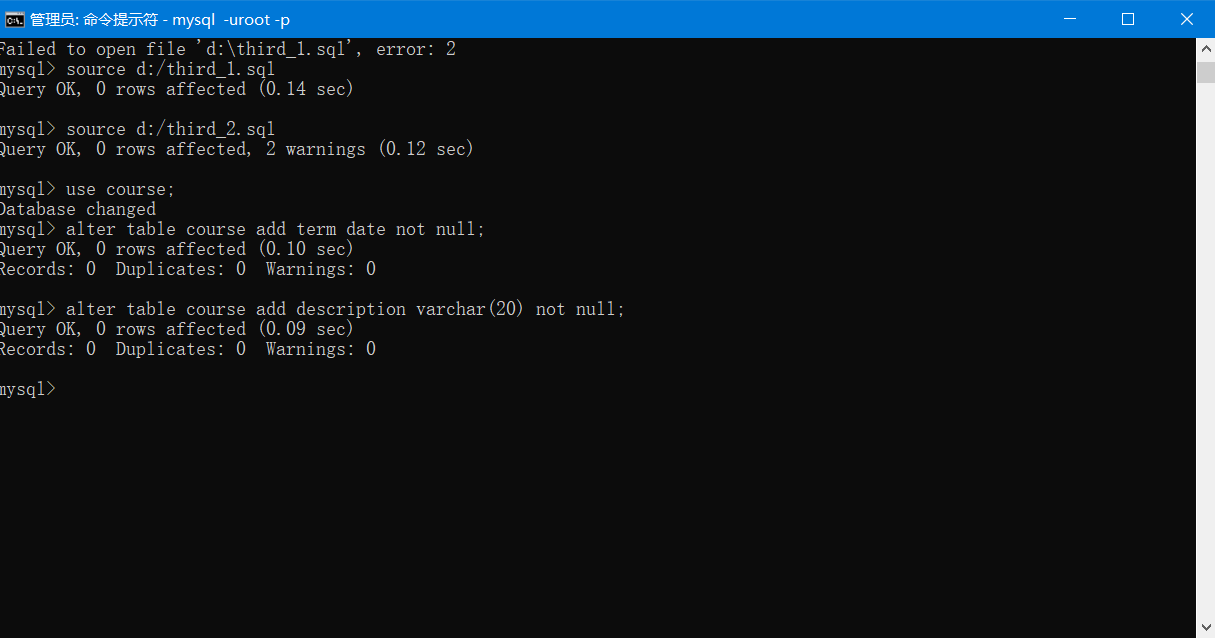 管理员: 命令提示符 - mysql  -uroot -p
Failed to open file 'd:\third_1.sql', error: 2
mysql> source d:/third_1.sql
Query OK, 0 rows affected (0.14 sec)
mysql> source d:/third_2.sql
Query OK, 0 rows affected, 2 warnings (0.12 sec)
mysql> use course;
Database changed
mysql> alter table course add term date not null;
Query OK, 0 rows affected (0.10 sec)
Records: 0  Duplicates: 0  Warnings: 0
mysql> alter table course add description varchar(20) not null;
Query OK, 0 rows affected (0.09 sec)
Records: 0  Duplicates: 0  Warnings: 0
mysql>